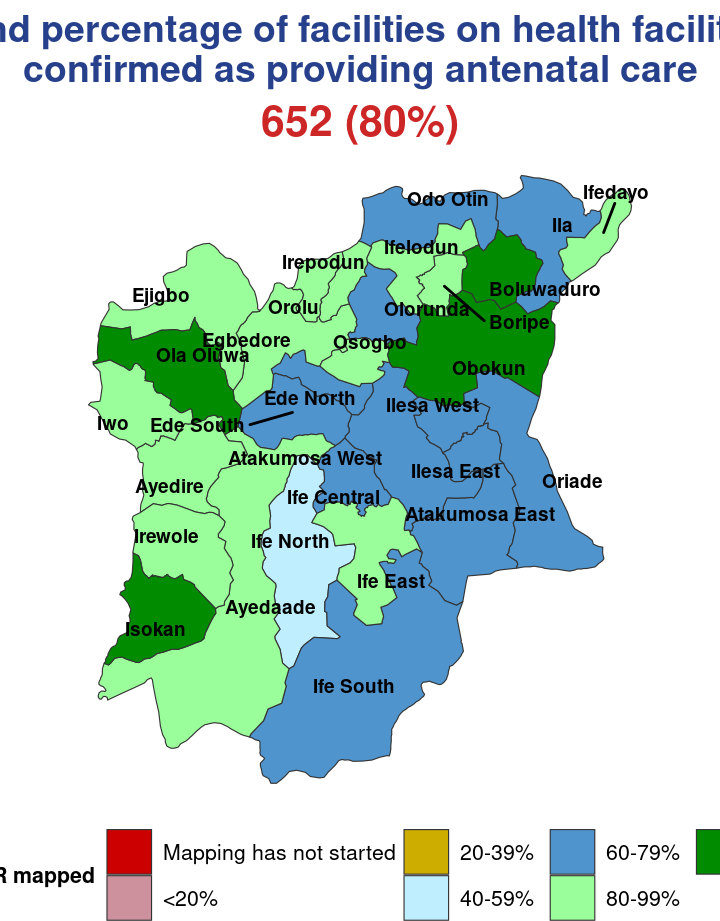 percentage of facilities on health
confirmed as providing antenatal care
652 (80%)
Ifedayo
Odo Otin
Ila
Ifelodun
Irepodun
Boluwaduro
Ejigbo
Orolu
Olorunda
Boripe
Egbedore
Osogbo
Ola Oluwa
Obokun
Ede North
Ilesa West
Iwo
Ede South
Atakumosa West
Ilesa East
Oriade
Ayedire
Ife Central
Atakumosa East
Irewole
Ife North
Ife East
Ayedaade
Isokan
Ife South
Mapping has not started
20-39%
60-79%
R mapped
<20%
40-59%
80-99%